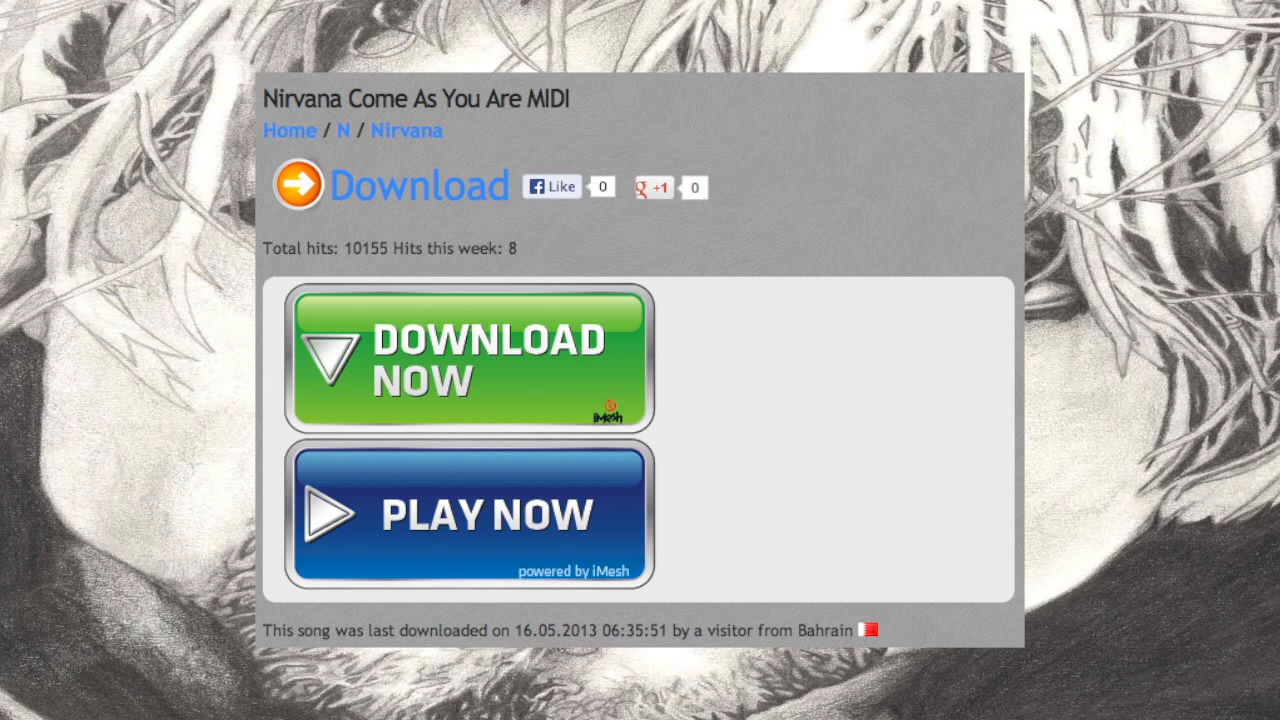 Nirvana Come As You Are MIDI
Home / N / Nirvana
Download Like 0 +1 0
Total hits: 10155 Hits this week: 8
DOWNLOAD
NOW
iMesh
PLAY NOW
powered by iMesh
This song was last downloaded on 16.05.2013 06:35:51 by a visitor from Bahrain